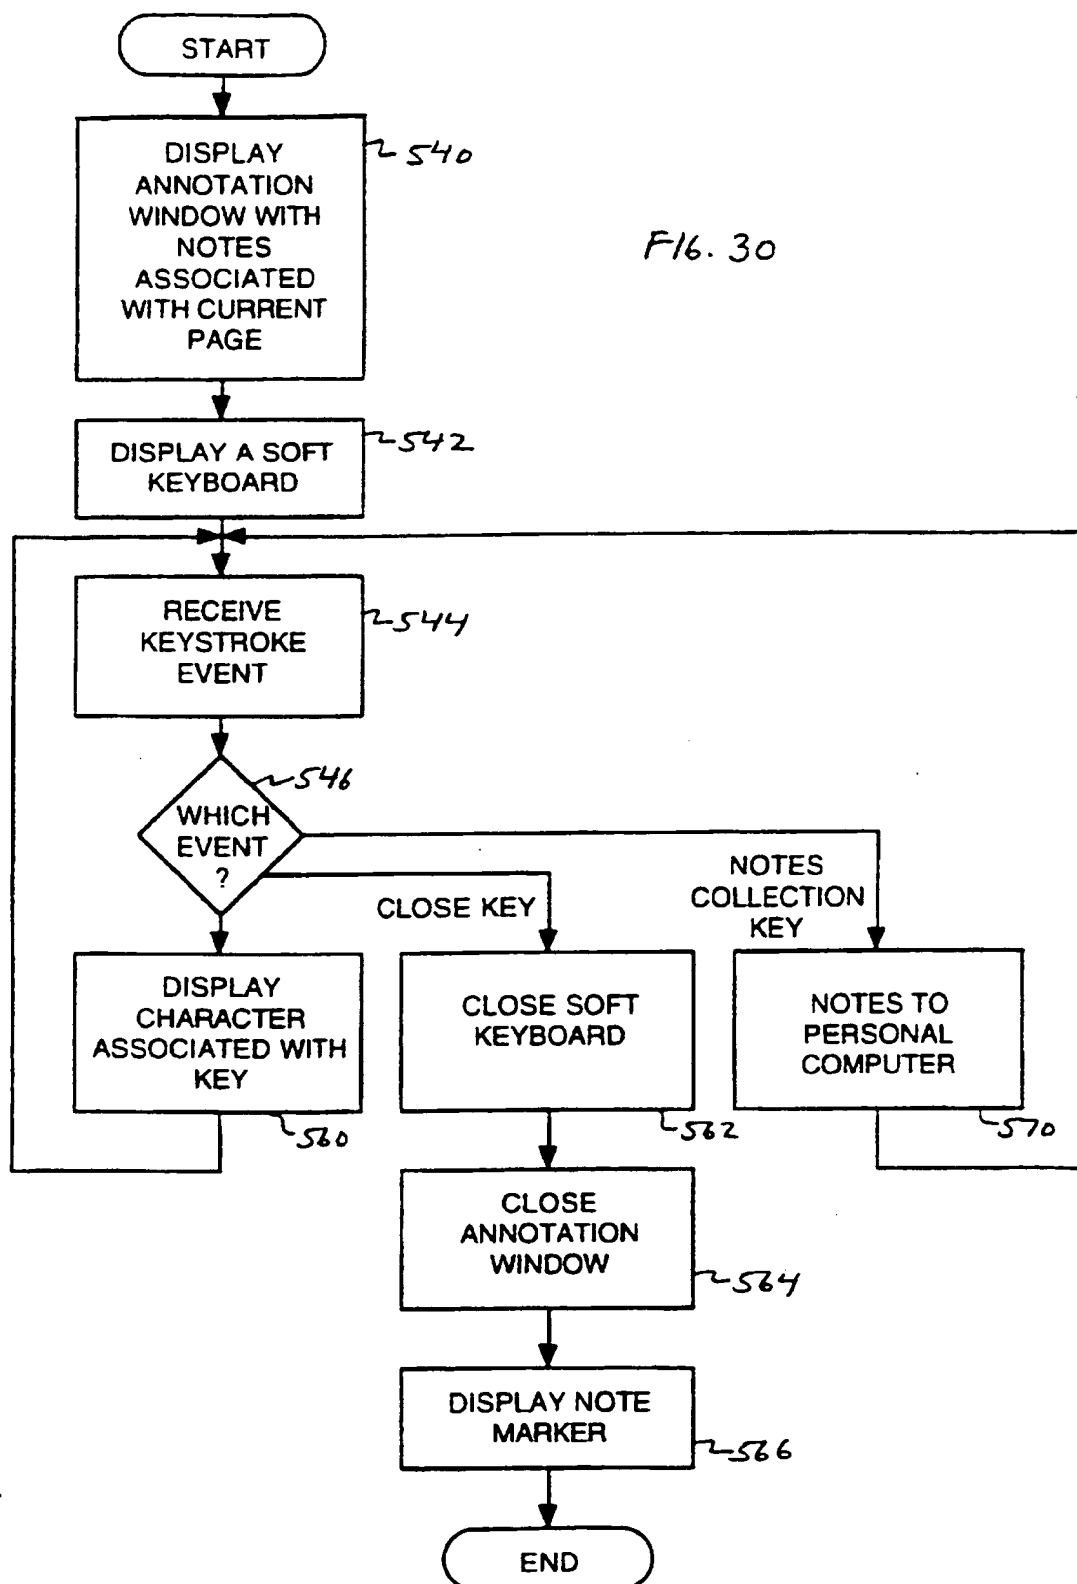 START
DISPLAY
ANNOTATION
WINDOW WITH
NOTES
ASSOCIATED
WITH CURRENT
PAGE
540
FIG. 30
DISPLAY A SOFT
KEYBOARD
542
RECEIVE
KEYSTROKE
EVENT
544
WHICH
EVENT
?
546
CLOSE KEY
NOTES
COLLECTION
KEY
DISPLAY
CHARACTER
ASSOCIATED WITH
KEY
560
CLOSE SOFT
KEYBOARD
562
NOTES TO
PERSONAL
COMPUTER
570
CLOSE
ANNOTATION
WINDOW
564
DISPLAY NOTE
MARKER
566
END